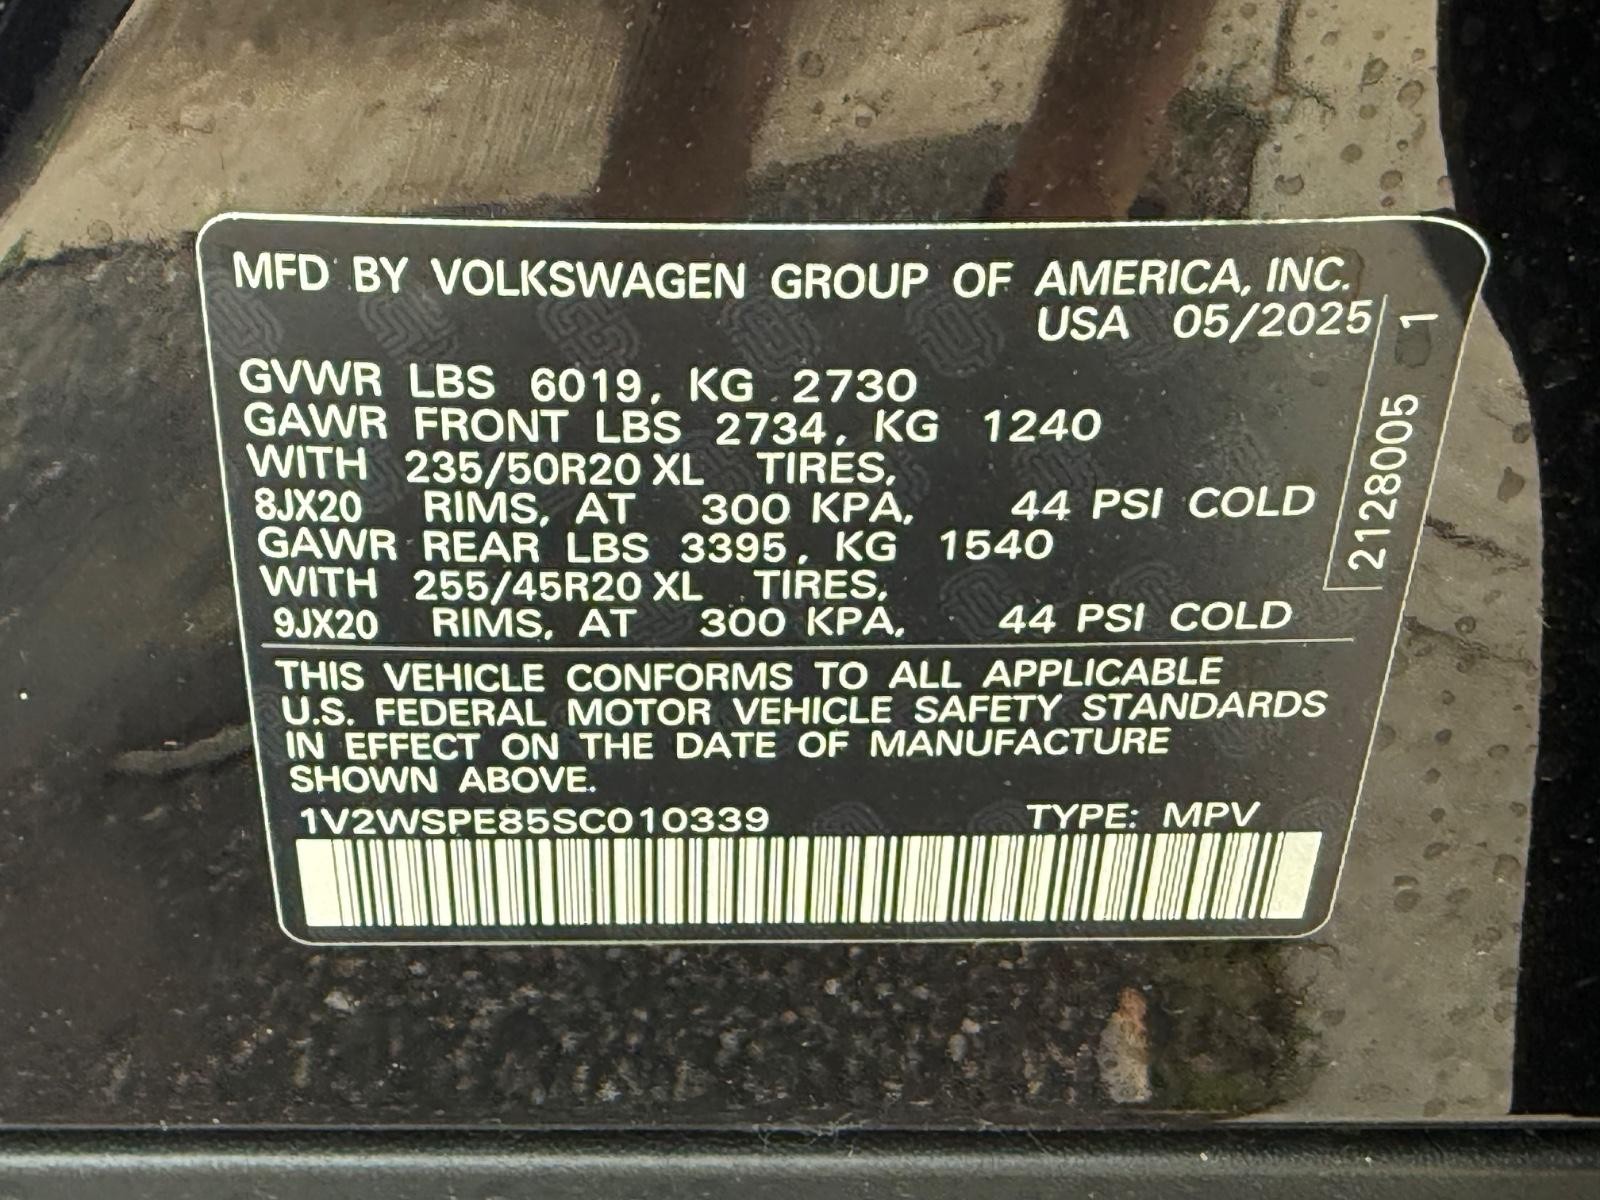 MFD BY VOLKSWAGEN GROUP OF AMERICA, INC.
USA 05/2025
GVWR LBS 6019, KG 2730
GAWR FRONT LBS 2734, KG 1240
WITH 235/50R20 XL TIRES,
8JX20 RIMS, AT 300 KPA, 44 PSI COLD
GAWR REAR LBS 3395, KG 1540
WITH 255/45R20 XL TIRES,
9JX20 RIMS, AT 300 KPA, 44 PSI COLD
THIS VEHICLE CONFORMS TO ALL APPLICABLE
U.S. FEDERAL MOTOR VEHICLE SAFETY STANDARDS
IN EFFECT ON THE DATE OF MANUFACTURE
SHOWN ABOVE.
1V2WSPE85SC010339 TYPE: MPV
2128005 1